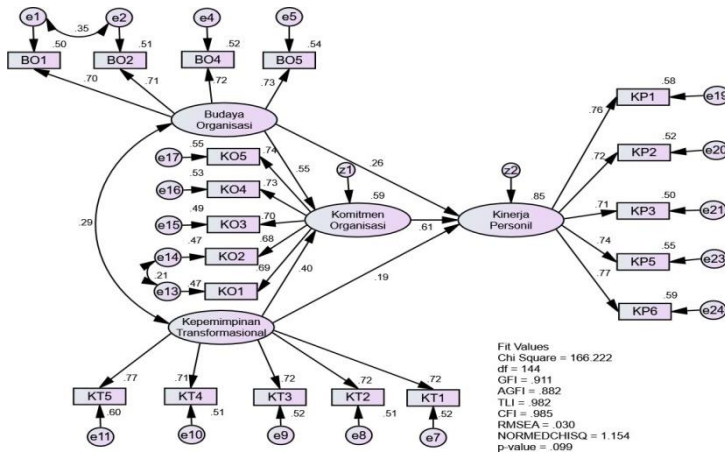 e1
.35
e2
e4
e5
.50
.51
.52
.54
BO1
BO2
BO4
BO5
.70
.71
.72
.73
Budaya
Organisasi
e17
.55
KO5
.74
e16
.53
KO4
.73
e15
.49
KO3
.70
e14
.47
KO2
.68
.21
e13
.47
KO1
.69
.29
.55
.40
z1
.59
Komitmen
Organisasi
.26
.61
.19
z2
.85
Kinerja
Personil
.76
.72
.71
.74
.77
KP1
.58
e19
KP2
.52
e20
KP3
.50
e21
KP5
.55
e23
KP6
.59
e24
Kepemimpinan
Transformasional
.77
.71
.72
.72
.72
KT5
KT4
KT3
KT2
KT1
.60
.51
.52
.51
.52
e11
e10
e9
e8
e7
Fit Values
Chi Square = 166.222
df = 144
GFI = .911
AGFI = .882
TLI = .982
CFI = .985
RMSEA = .030
NORMEDCHISQ = 1.154
p-value = .099